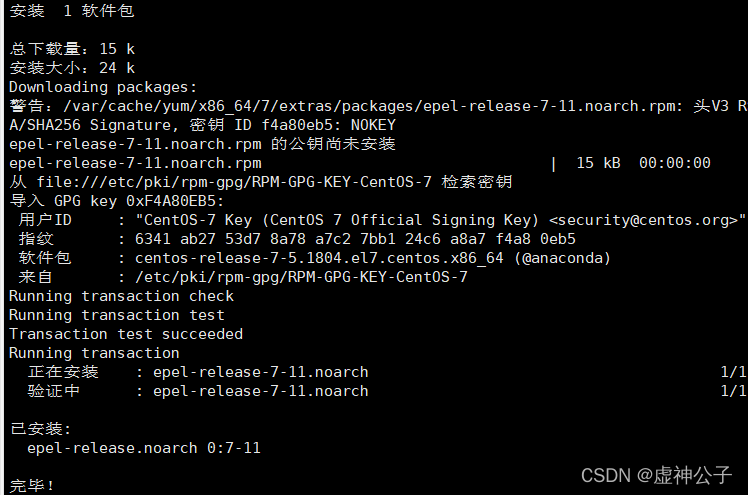 安装  1 软件包
总下载量：15 k
安装大小：24 k
Downloading packages:
警告：/var/cache/yum/x86_64/7/extras/packages/epel-release-7-11.noarch.rpm: 头V3 R
A/SHA256 Signature, 密钥 ID f4a80eb5: NOKEY
epel-release-7-11.noarch.rpm 的公钥尚未安装
epel-release-7-11.noarch.rpm | 15 kB 00:00:00
从 file:///etc/pki/rpm-gpg/RPM-GPG-KEY-CentOS-7 检索密钥
导入 GPG key 0xF4A80EB5:
用户ID : "CentOS-7 Key (CentOS 7 Official Signing Key) <security@centos.org>"
指纹 : 6341 ab27 53d7 8a78 a7c2 7bb1 24c6 a8a7 f4a8 0eb5
软件包 : centos-release-7-5.1804.el7.centos.x86_64 (@anaconda)
来自 : /etc/pki/rpm-gpg/RPM-GPG-KEY-CentOS-7
Running transaction check
Running transaction test
Transaction test succeeded
Running transaction
正在安装 : epel-release-7-11.noarch 1/1
验证中 : epel-release-7-11.noarch 1/1
已安装:
epel-release.noarch 0:7-11
完毕！
CSDN @虚神公子